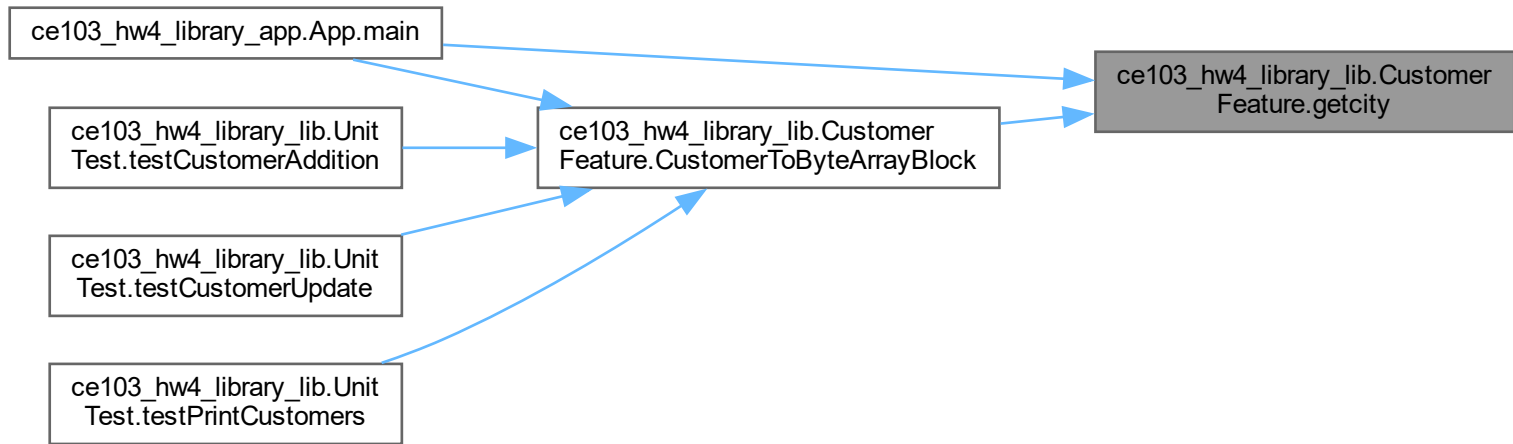 ce103_hw4_library_app.App.main
ce103_hw4_library_lib.Unit
Test.testCustomerAddition
ce103_hw4_library_lib.Unit
Test.testCustomerUpdate
ce103_hw4_library_lib.Unit
Test.testPrintCustomers
ce103_hw4_library_lib.Customer
Feature.CustomerToByteArrayBlock
ce103_hw4_library_lib.Customer
Feature.getcity